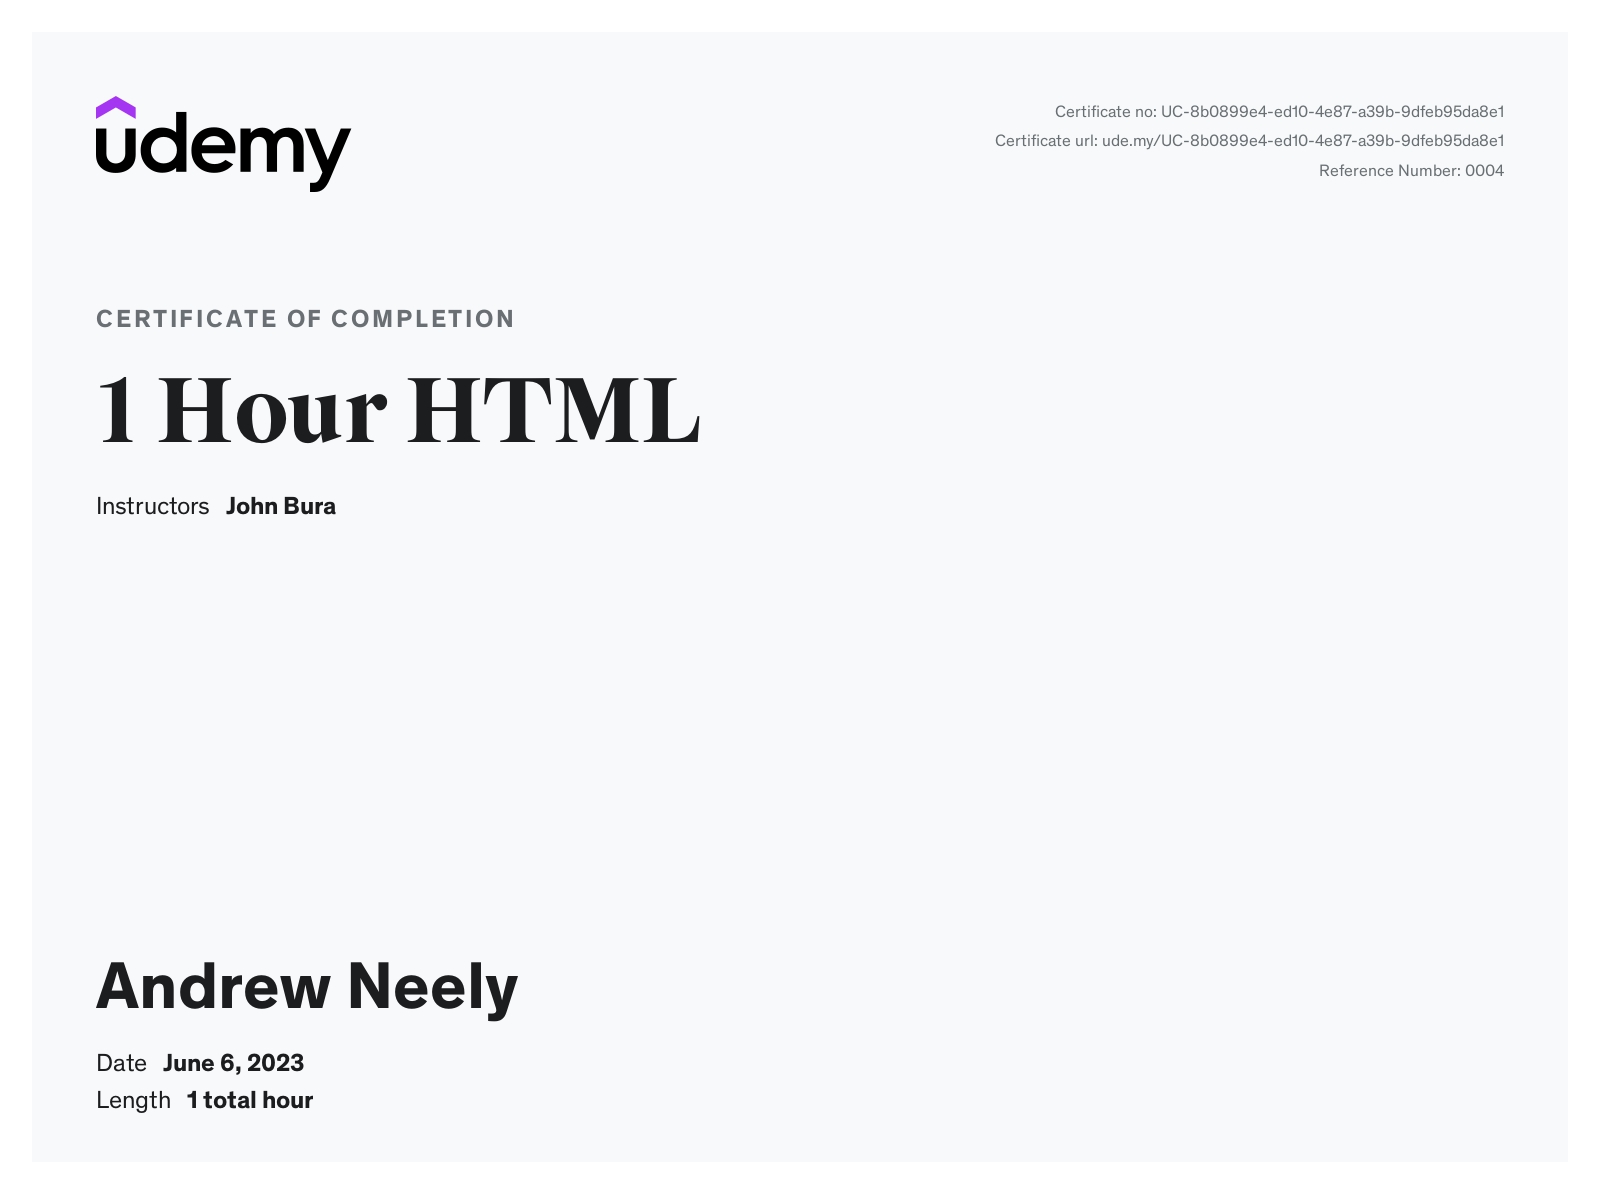 udemy
Certificate no: UC-8b0899e4-ed10-4e87-a39b-9dfeb95da8e1
Certificate url: ude.my/UC-8b0899e4-ed10-4e87-a39b-9dfeb95da8e1
Reference Number: 0004
CERTIFICATE OF COMPLETION
1 Hour HTML
Instructors John Bura
Andrew Neely
Date June 6, 2023
Length 1 total hour